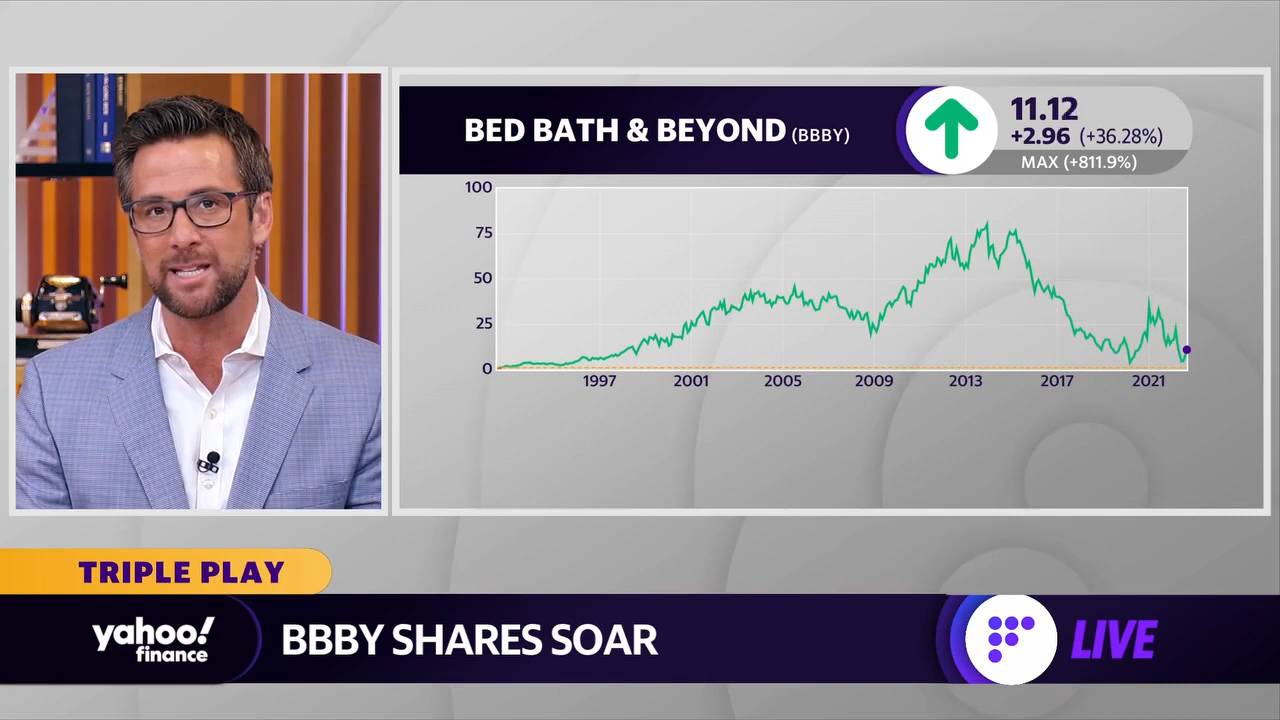 BED BATH & BEYOND (BBBY)
11.12
+2.96 (+36.28%)
MAX (+811.9%)
100
75
50
25
0
1997 2001 2005 2009 2013 2017 2021
TRIPLE PLAY
yahoo!
finance
BBBY SHARES SOAR
LIVE